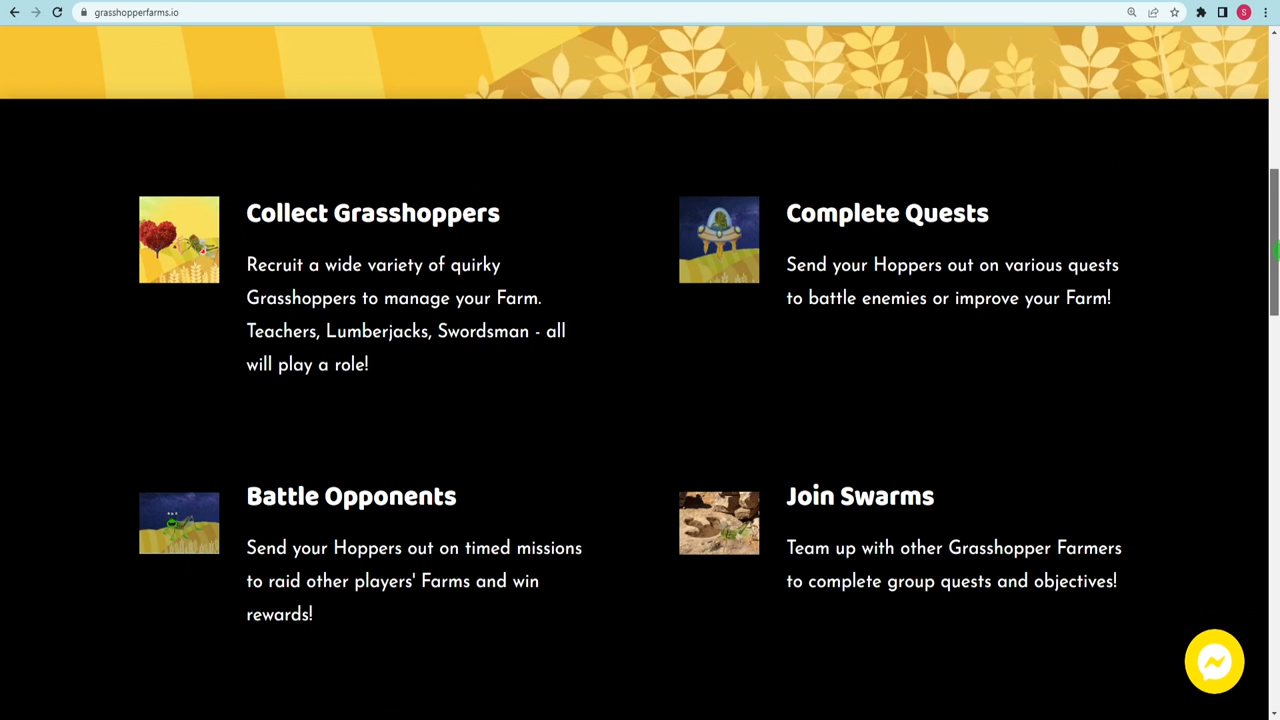 grasshopperfarms.io
S
Collect Grasshoppers
Recruit a wide variety of quirky
Grasshoppers to manage your Farm.
Teachers, Lumberjacks, Swordsman - all
will play a role!
Complete Quests
Send your Hoppers out on various quests
to battle enemies or improve your Farm!
Battle Opponents
Send your Hoppers out on timed missions
to raid other players' Farms and win
rewards!
Join Swarms
Team up with other Grasshopper Farmers
to complete group quests and objectives!